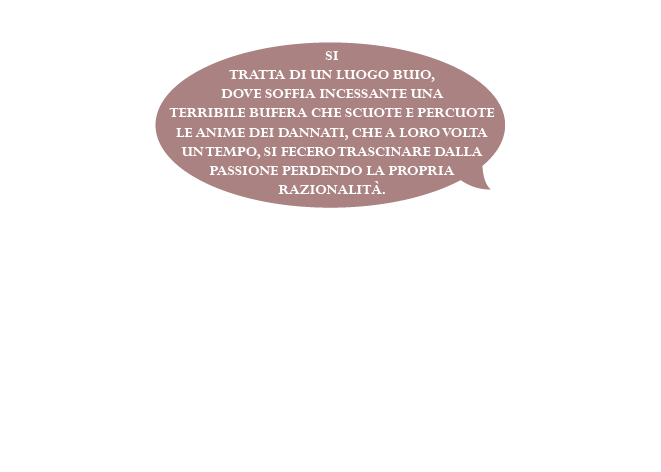 SI
TRATTA DI UN LUOGO BUIO,
DOVE SOFFIA INCESSANTE UNA
TERRIBILE BUFERA CHE SCUOTE E PERCUOTE
LE ANIME DEI DANNATI, CHE A LORO VOLTA
UN TEMPO, SI FECERO TRASCINARE DALLA
PASSIONE PERDENDO LA PROPRIA
RAZIONALITÀ.